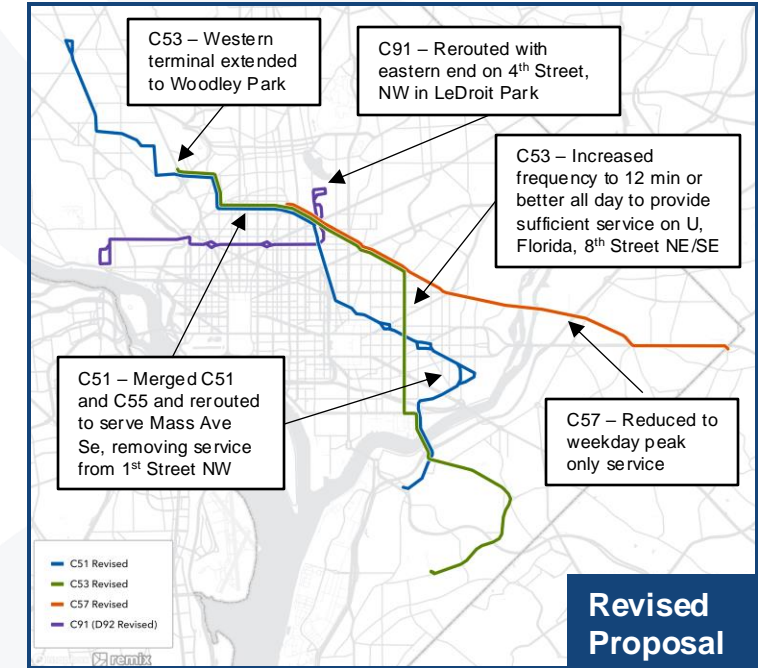 C53 – Western
terminal extended
to Woodley Park
C91 – Rerouted with
eastern end on 4th Street,
NW in LeDroit Park
C53 – Increased
frequency to 12 min or
better all day to provide
sufficient service on U,
Florida, 8th Street NE/SE
C51 – Merged C51
and C55 and rerouted
to serve Mass Ave
Se, removing service
from 1st Street NW
C57 – Reduced to
weekday peak
only service
C51 Revised
C53 Revised
C57 Revised
C91 (D92 Revised)
remix
Revised
Proposal